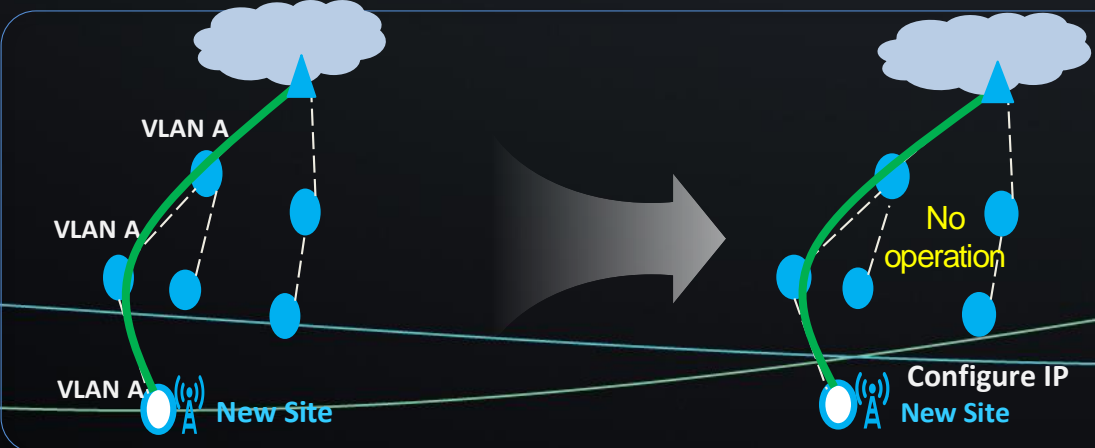 VLAN A
VLAN A
VLAN A
New Site
No
operation
Configure IP
New Site